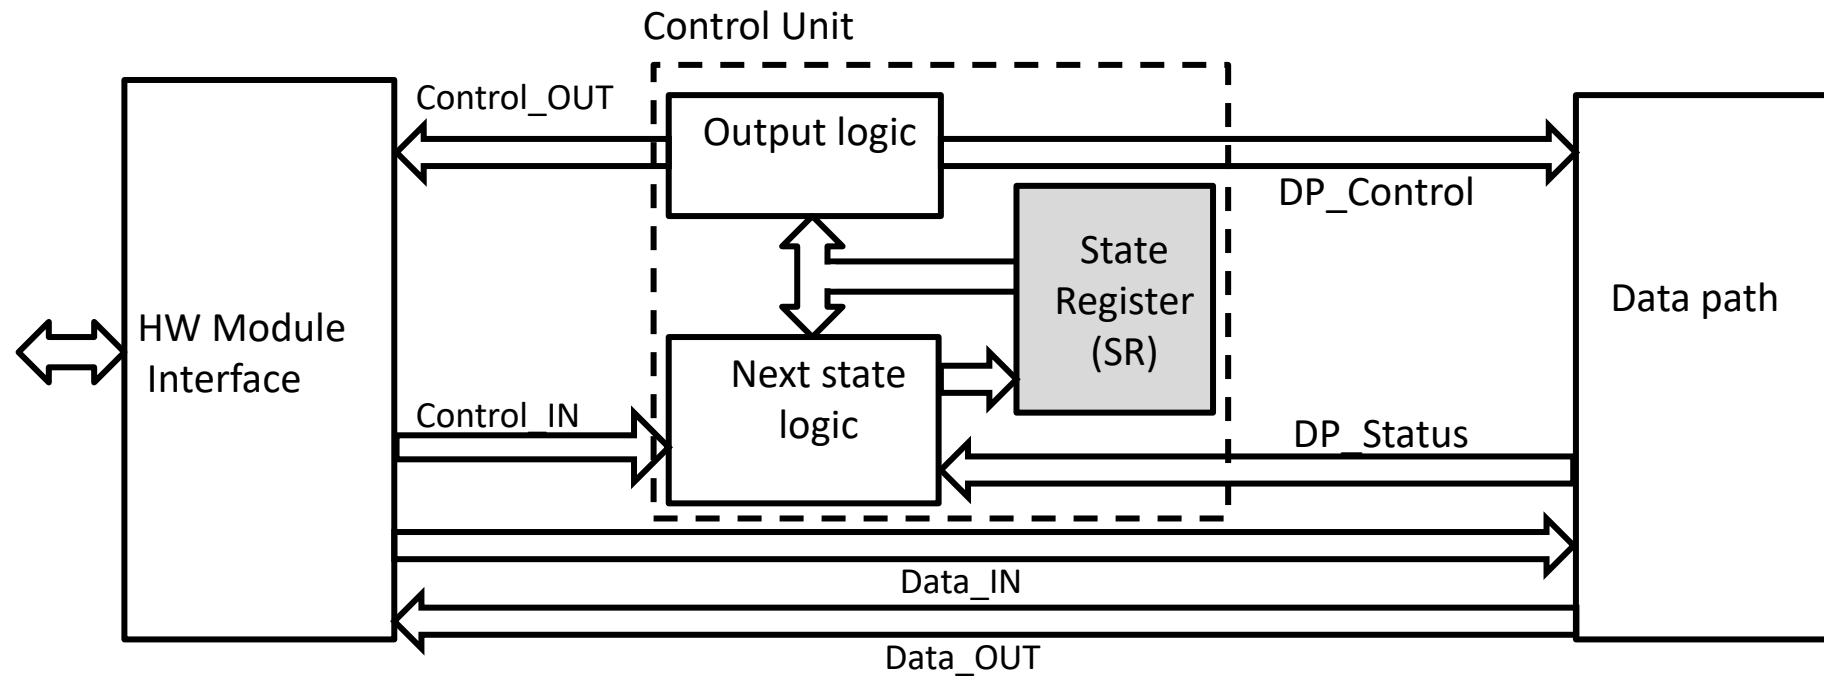 Control Unit
Control_OUT
Output logic
DP_Control
State
Register
(SR)
Data path
HW Module
Interface
Next state
logic
Control_IN
DP_Status
Data_IN
Data_OUT